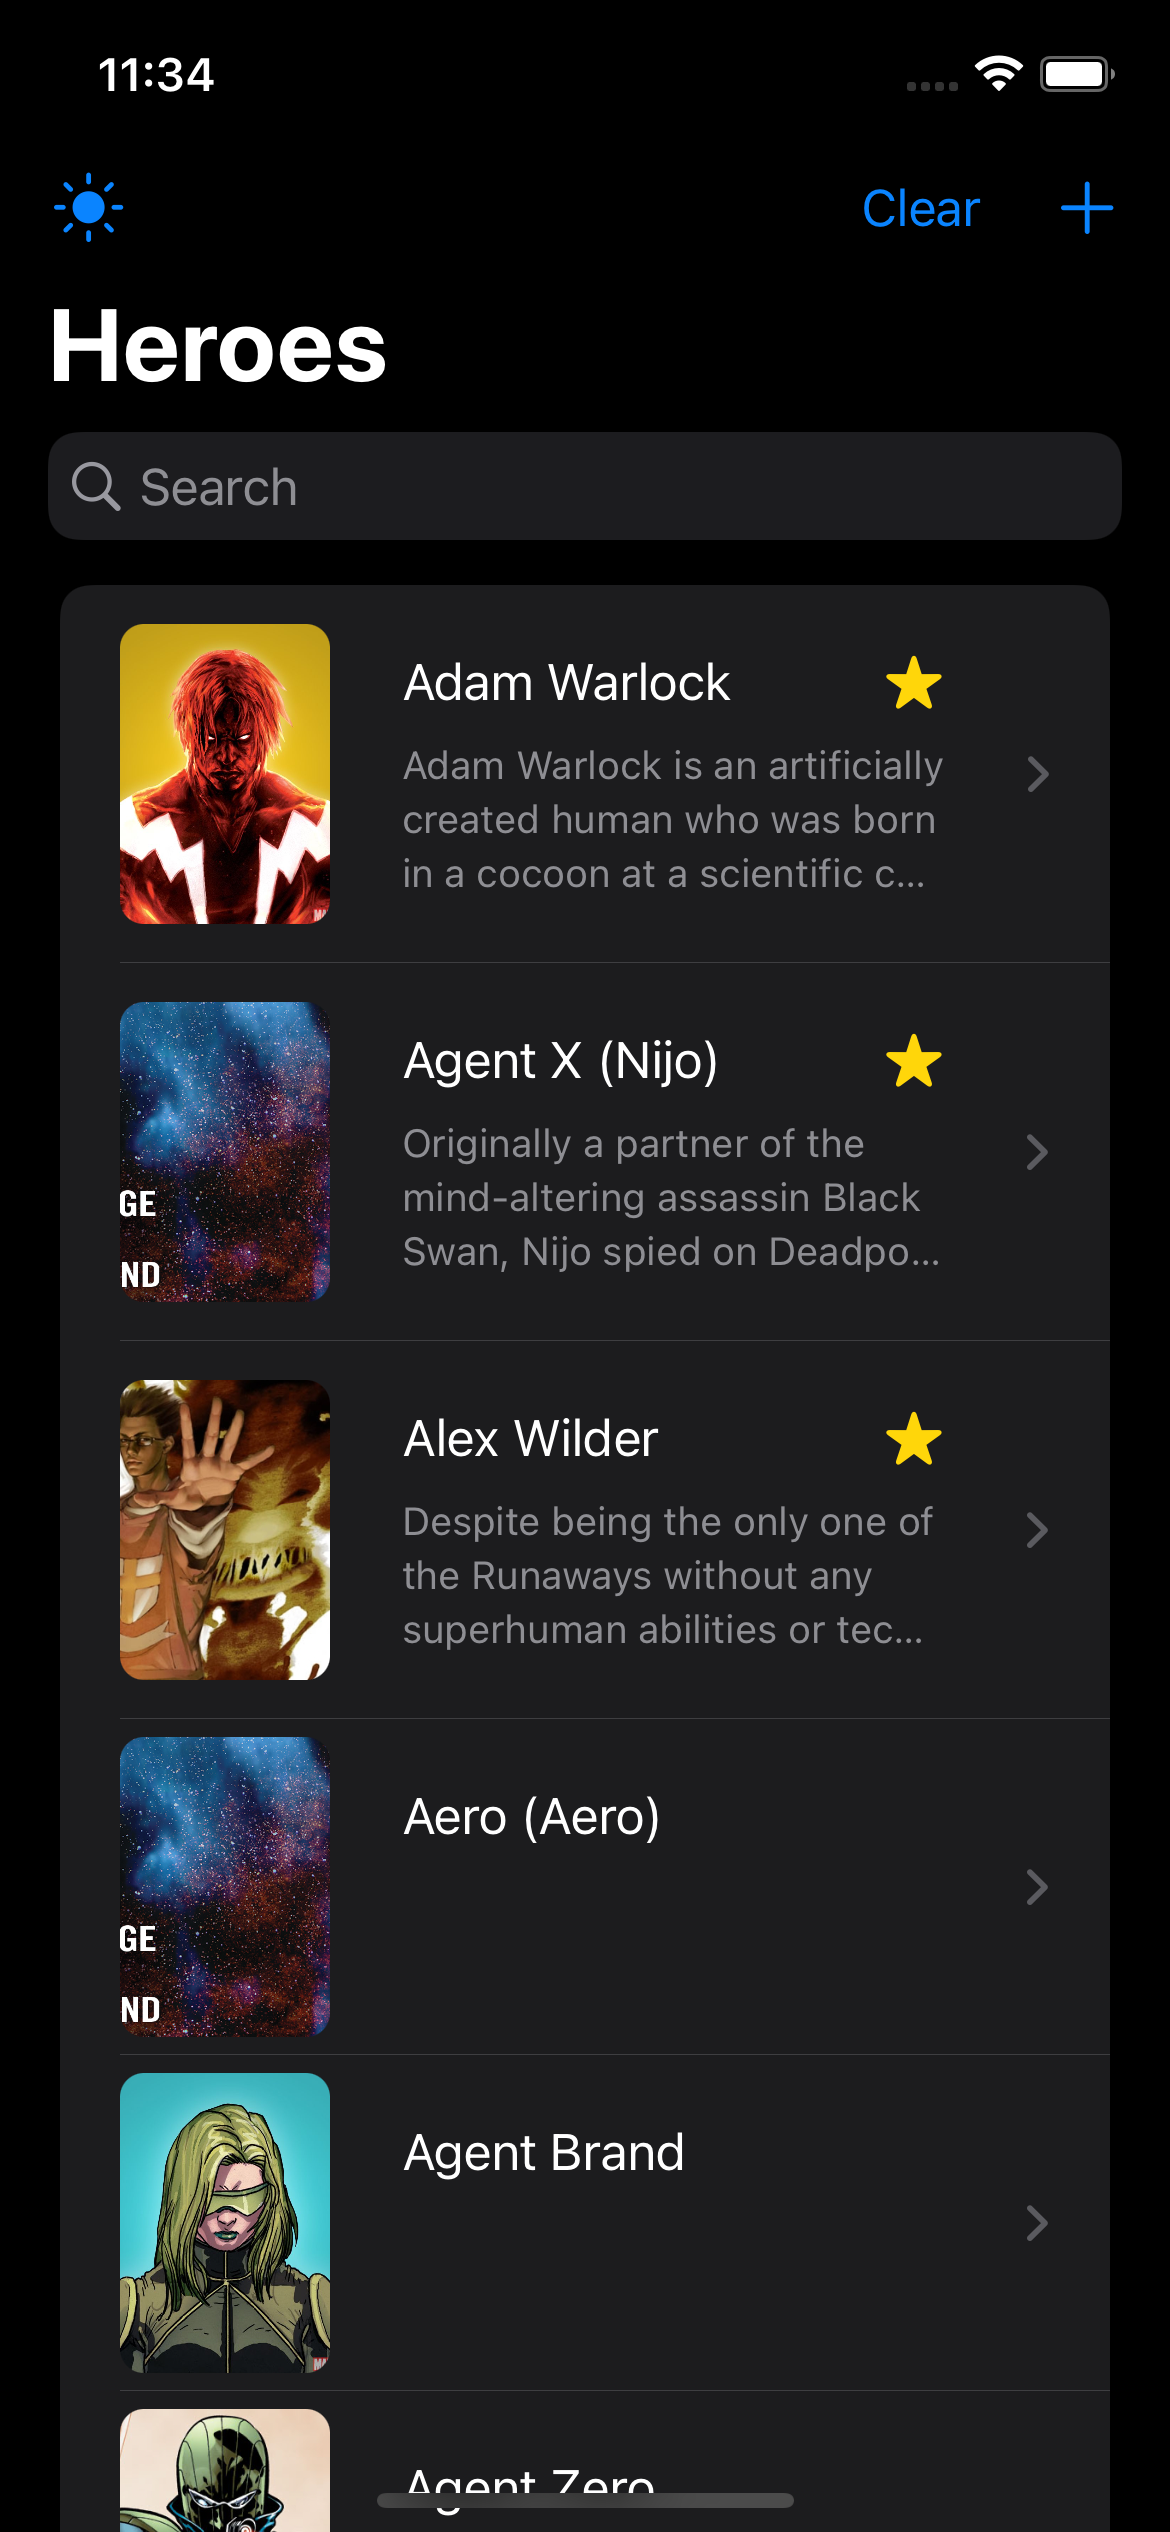 11:34
Clear
Heroes
Search
Adam Warlock
Adam Warlock is an artificially
created human who was born
in a cocoon at a scientific c...
Agent X (Nijo)
Originally a partner of the
mind-altering assassin Black
Swan, Nijo spied on Deadpo...
GE
ND
Alex Wilder
Despite being the only one of
the Runaways without any
superhuman abilities or tec...
Aero (Aero)
GE
ND
Agent Brand
Agent Zero